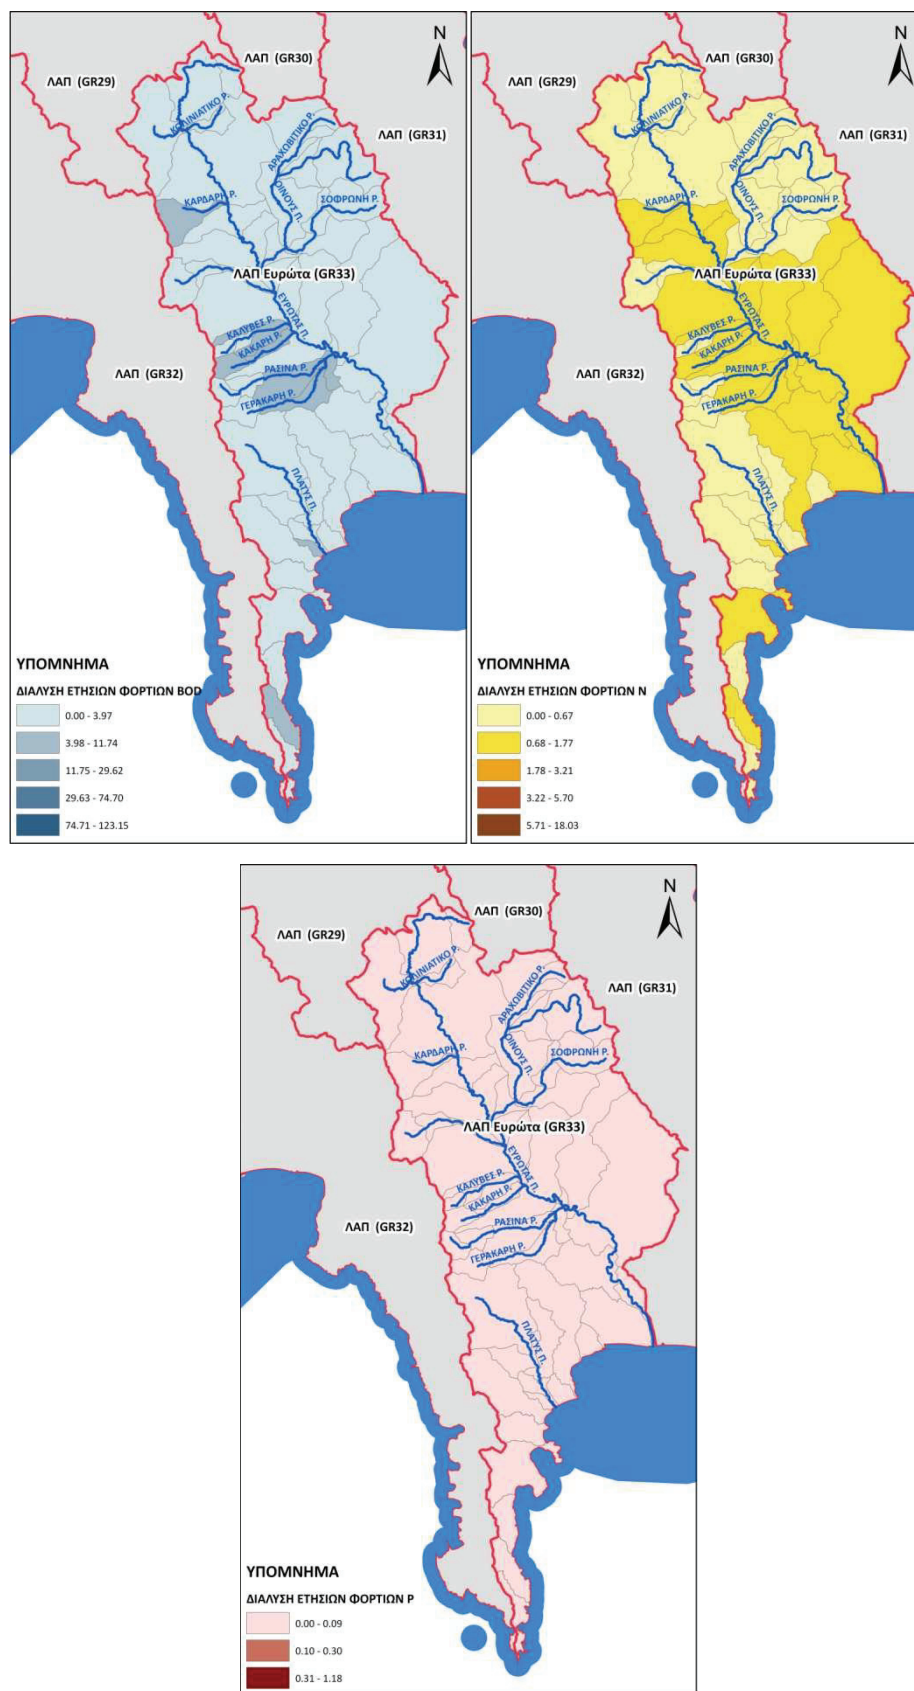 N
ΛΑΠ (GR30)
ΛΑΠ (GR29)
ΛΑΠ (GR31)
ΚΟΛΙΝΙΑΤΙΚΟ Ρ.
ΑΡΑΧΩΒΙΤΙΚΟ Ρ.
ΟΙΝΟΥΣ Π.
ΚΑΡΔΑΡΗ Ρ.
ΣΟΦΡΩΝΗ Ρ.
ΛΑΠ Ευρώτα (GR33)
ΕΥΡΩΤΑΣ Π.
ΚΑΛΥΒΕΣ Ρ.
ΚΑΚΑΡΗ Ρ.
ΛΑΠ (GR32)
ΡΑΣΙΝΑ Ρ.
ΓΕΡΑΚΑΡΗ Ρ.
ΠΛΑΤΥΣ Π.
ΥΠΟΜΝΗΜΑ
ΔΙΑΛΥΣΗ ΕΤΗΣΙΩΝ ΦΟΡΤΙΩΝ BOD
0.00 - 3.97
3.98 - 11.74
11.75 - 29.62
29.63 - 74.70
74.71 - 123.15
N
ΛΑΠ (GR30)
ΛΑΠ (GR29)
ΛΑΠ (GR31)
ΚΟΛΙΝΙΑΤΙΚΟ Ρ.
ΑΡΑΧΩΒΙΤΙΚΟ Ρ.
ΟΙΝΟΥΣ Π.
ΚΑΡΔΑΡΗ Ρ.
ΣΟΦΡΩΝΗ Ρ.
ΛΑΠ Ευρώτα (GR33)
ΕΥΡΩΤΑΣ Π.
ΚΑΛΥΒΕΣ Ρ.
ΚΑΚΑΡΗ Ρ.
ΛΑΠ (GR32)
ΡΑΣΙΝΑ Ρ.
ΓΕΡΑΚΑΡΗ Ρ.
ΠΛΑΤΥΣ Π.
ΥΠΟΜΝΗΜΑ
ΔΙΑΛΥΣΗ ΕΤΗΣΙΩΝ ΦΟΡΤΙΩΝ N
0.00 - 0.67
0.68 - 1.77
1.78 - 3.21
3.22 - 5.70
5.71 - 18.03
N
ΛΑΠ (GR30)
ΛΑΠ (GR29)
ΛΑΠ (GR31)
ΚΟΛΙΝΙΑΤΙΚΟ Ρ.
ΑΡΑΧΩΒΙΤΙΚΟ Ρ.
ΟΙΝΟΥΣ Π.
ΚΑΡΔΑΡΗ Ρ.
ΣΟΦΡΩΝΗ Ρ.
ΛΑΠ Ευρώτα (GR33)
ΕΥΡΩΤΑΣ Π.
ΚΑΛΥΒΕΣ Ρ.
ΚΑΚΑΡΗ Ρ.
ΛΑΠ (GR32)
ΡΑΣΙΝΑ Ρ.
ΓΕΡΑΚΑΡΗ Ρ.
ΠΛΑΤΥΣ Π.
ΥΠΟΜΝΗΜΑ
ΔΙΑΛΥΣΗ ΕΤΗΣΙΩΝ ΦΟΡΤΙΩΝ P
0.00 - 0.09
0.10 - 0.30
0.31 - 1.18